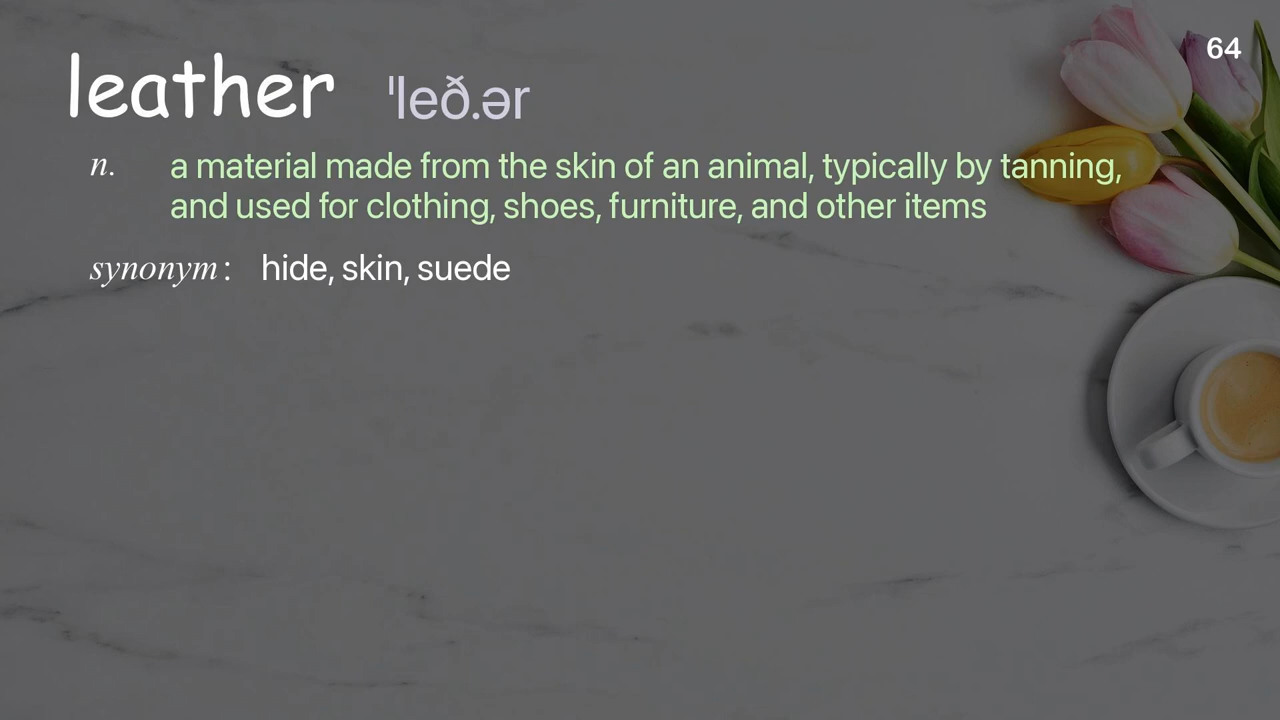 64
leather ˈleð.ər
n. a material made from the skin of an animal, typically by tanning,
and used for clothing, shoes, furniture, and other items
synonym: hide, skin, suede